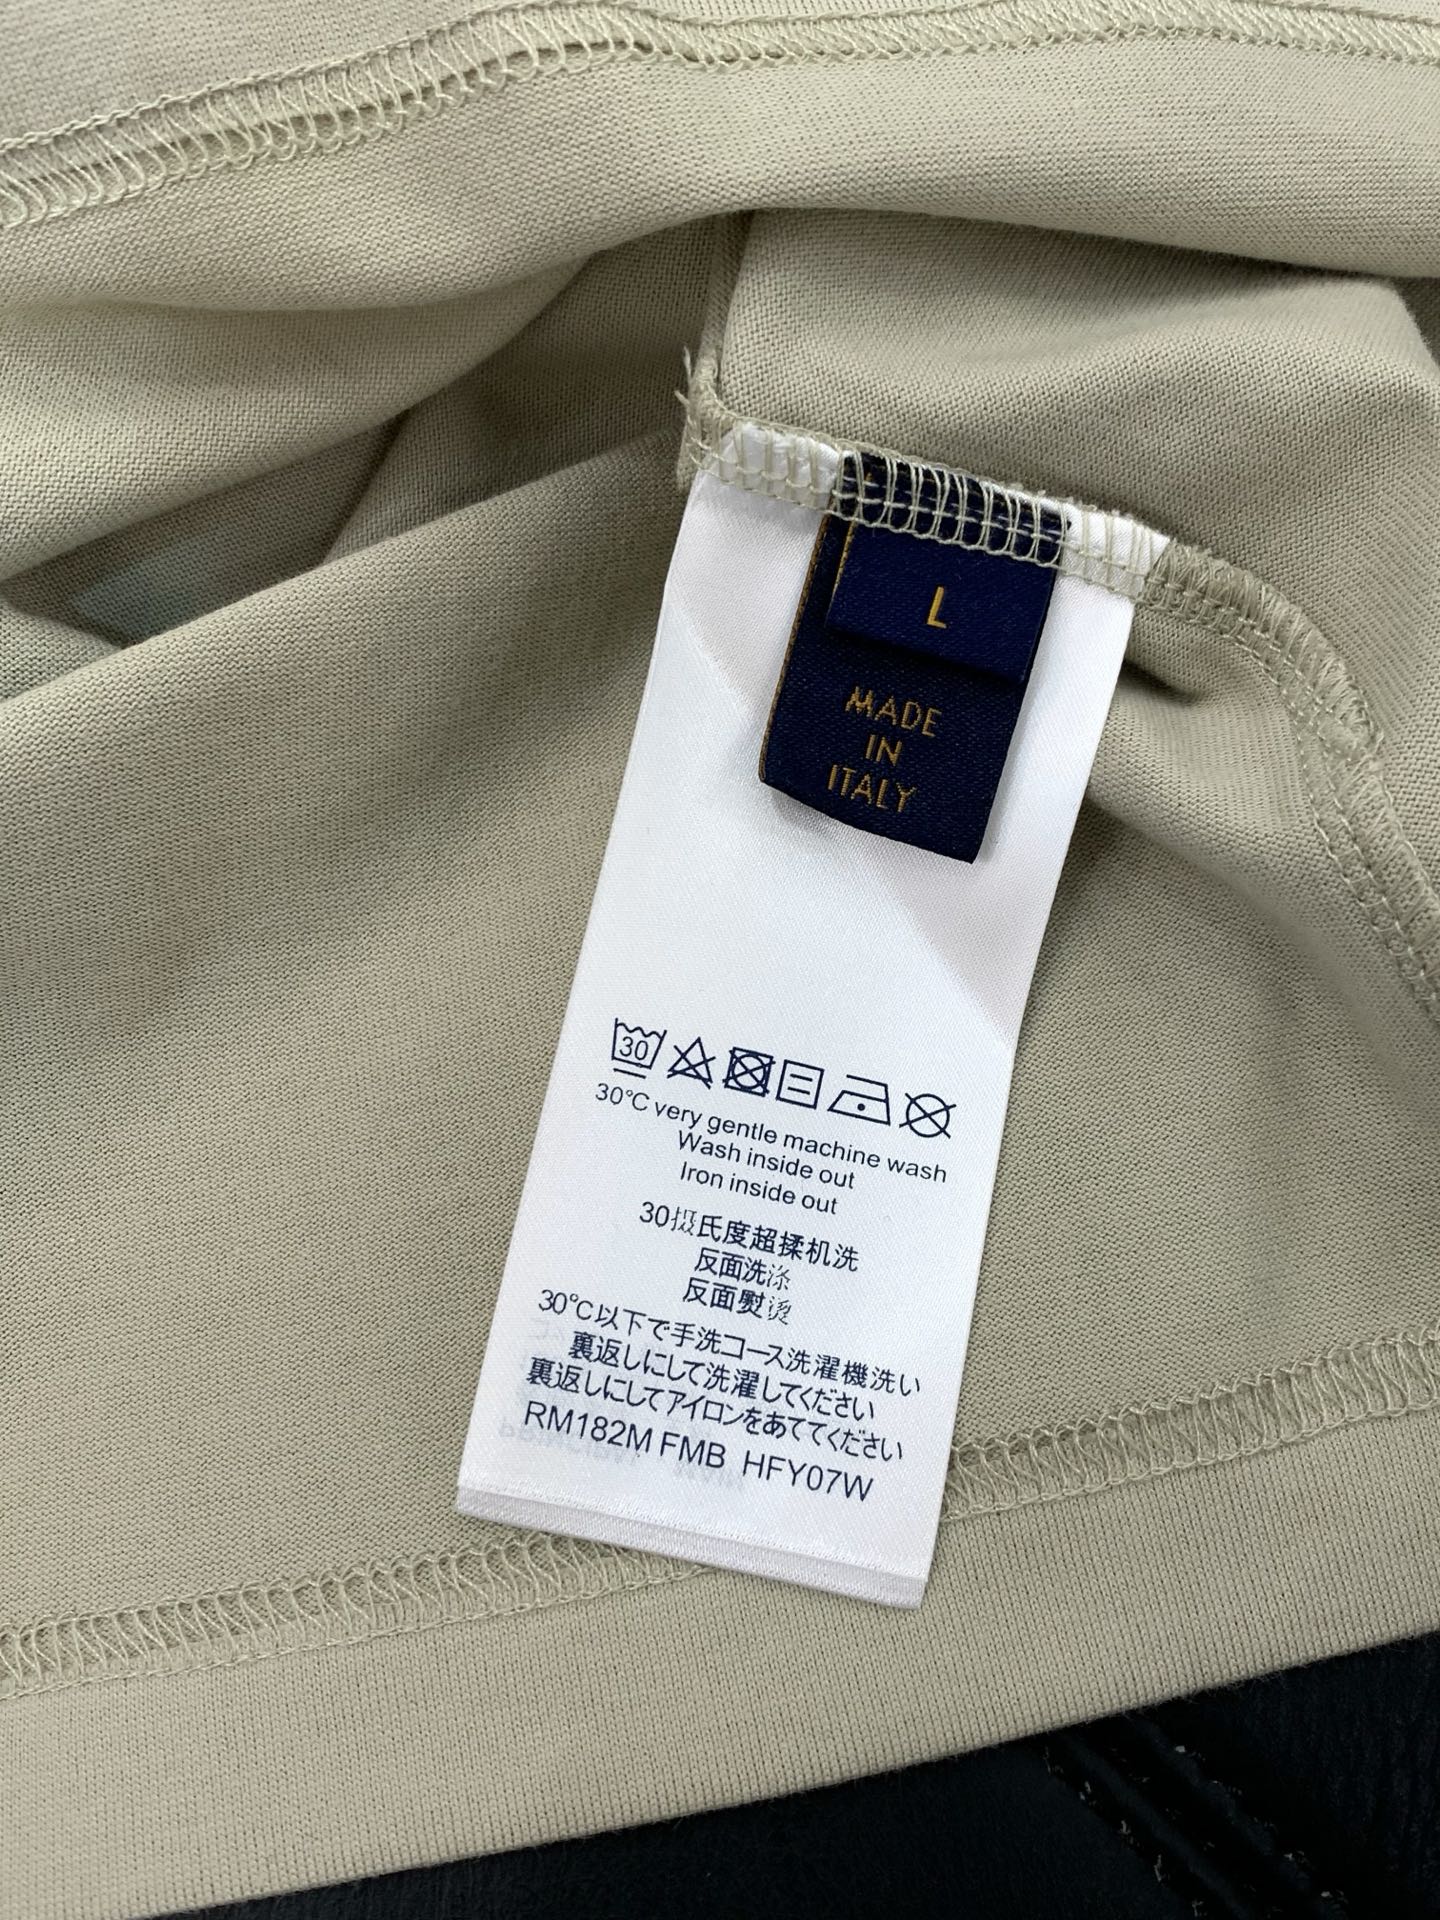 L
MADE
IN
ITALY
30
30°C very gentle machine wash
Wash inside out
Iron inside out
30摄氏度超揉机洗
反面洗涤
反面熨烫
30°C以下で手洗コース洗濯機洗い
裏返しにして洗濯してください
裏返しにしてアイロンをあててください
RM182M FMB HFY07W